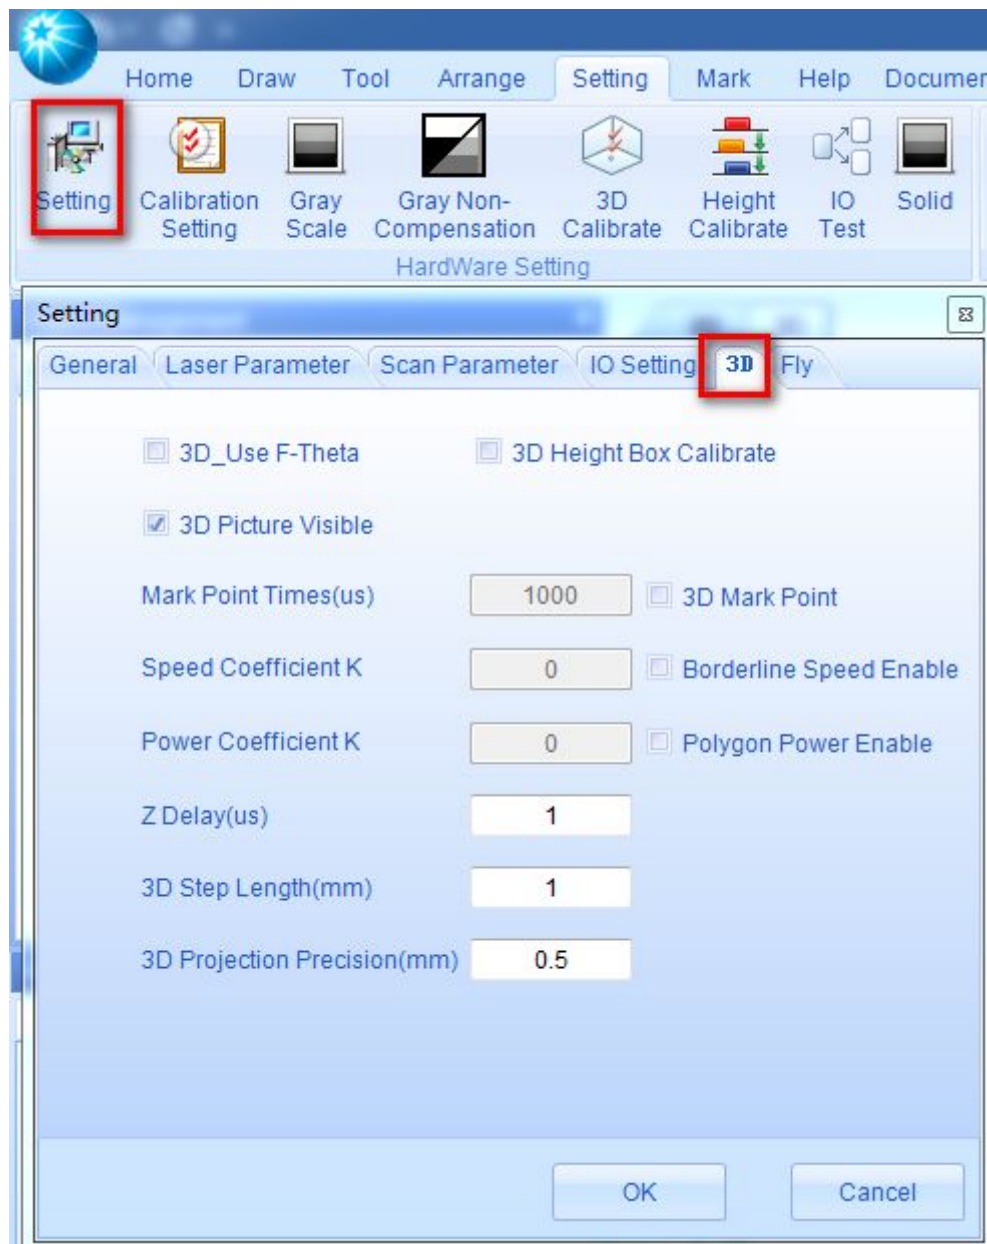 Home Draw Tool Arrange Setting Mark Help Documen
Setting Calibration Setting Gray Scale Gray Non-Compensation 3D Calibrate Height Calibrate IO Test Solid
HardWare Setting
Setting
General Laser Parameter Scan Parameter IO Setting 3D Fly
3D_Use F-Theta 3D Height Box Calibrate
3D Picture Visible
Mark Point Times(us) 1000 3D Mark Point
Speed Coefficient K 0 Borderline Speed Enable
Power Coefficient K 0 Polygon Power Enable
Z Delay(us) 1
3D Step Length(mm) 1
3D Projection Precision(mm) 0.5
OK Cancel